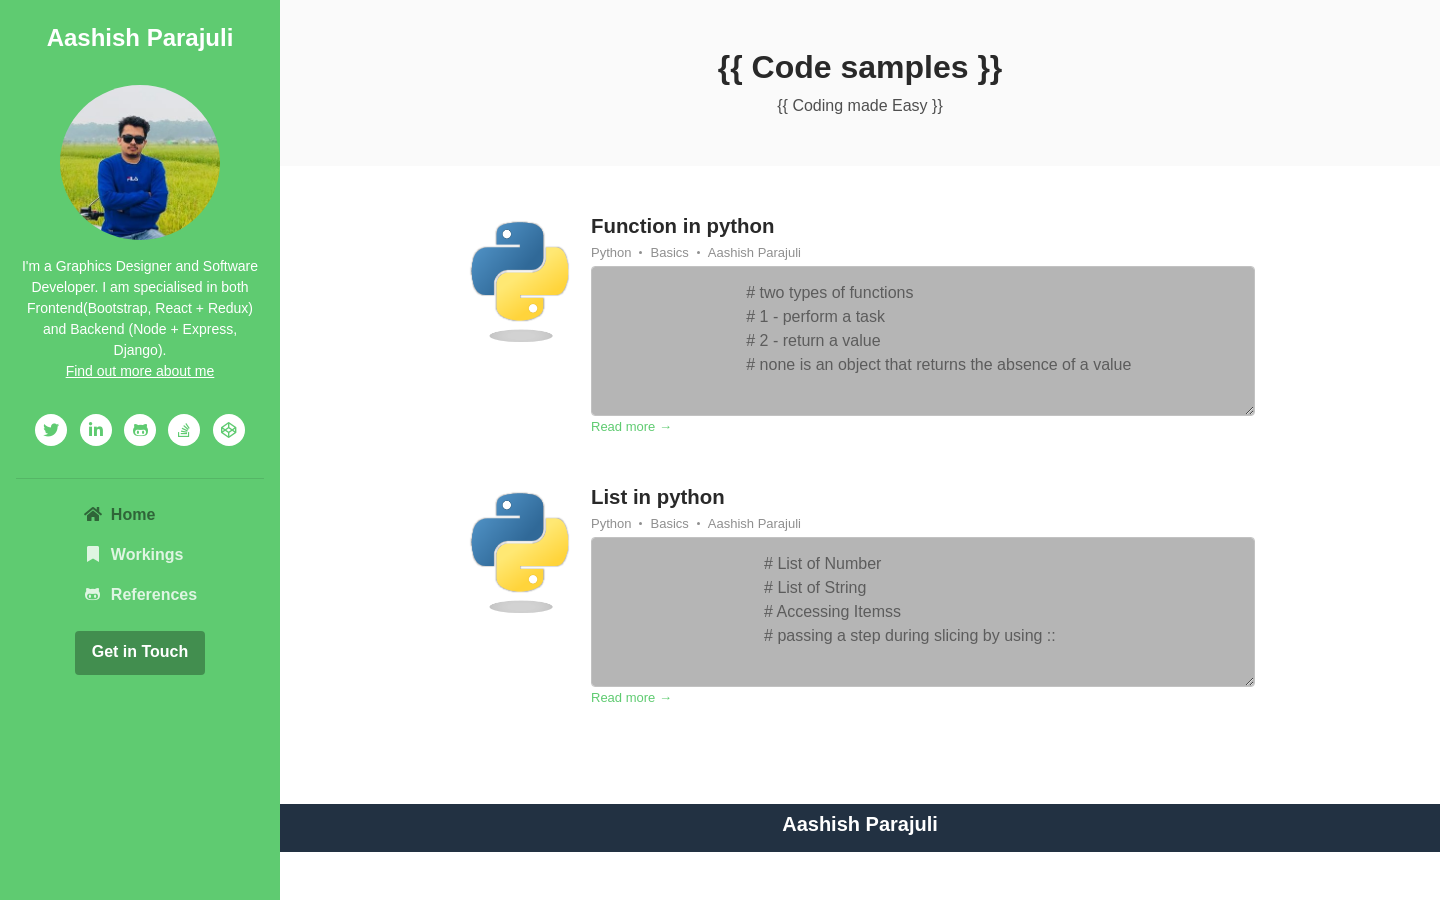 Aashish Parajuli
I'm a Graphics Designer and Software
Developer. I am specialised in both
Frontend(Bootstrap, React + Redux)
and Backend (Node + Express,
Django).
Find out more about me
Home
Workings
References
Get in Touch
{{ Code samples }}
{{ Coding made Easy }}
Function in python
Python • Basics • Aashish Parajuli
# two types of functions
# 1 - perform a task
# 2 - return a value
# none is an object that returns the absence of a value
Read more →
List in python
Python • Basics • Aashish Parajuli
# List of Number
# List of String
# Accessing Itemss
# passing a step during slicing by using ::
Read more →
Aashish Parajuli